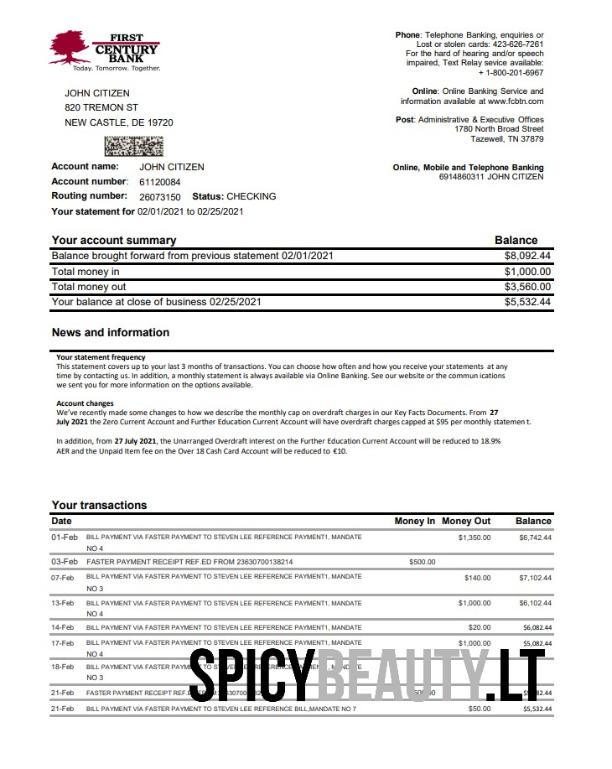 FIRST
CENTURY
BANK
Today. Tomorrow. Together.
Phone: Telephone Banking, enquiries or
Lost or stolen cards: 423-626-7261
For the hard of hearing and/or speech
impaired, Text Relay sevice available:
+ 1-800-201-6967
Online: Online Banking Service and
information available at www.fcbtn.com
Post: Administrative & Executive Offices
1780 North Broad Street
Tazewell, TN 37879
Online, Mobile and Telephone Banking
6914860311 JOHN CITIZEN
JOHN CITIZEN
820 TREMON ST
NEW CASTLE, DE 19720
Account name: JOHN CITIZEN
Account number: 61120084
Routing number: 26073150 Status: CHECKING
Your statement for 02/01/2021 to 02/25/2021
Your account summary Balance
Balance brought forward from previous statement 02/01/2021 $8,092.44
Total money in $1,000.00
Total money out $3,560.00
Your balance at close of business 02/25/2021 $5,532.44
News and information
Your statement frequency
This statement covers up to your last 3 months of transactions. You can choose how often and how you receive your statements at any
time by contacting us. In addition, a monthly statement is always available via Online Banking. See our website or the commun ications
we sent you for more information on the options available.
Account changes
We've recently made some changes to how we describe the monthly cap on overdraft charges in our Key Facts Documents. From 27
July 2021 the Zero Current Account and Further Education Current Account will have overdraft charges capped at $95 per monthly statemen t.
In addition, from 27 July 2021, the Unarranged Overdraft interest on the Further Education Current Account will be reduced to 18.9%
AER and the Unpaid Item fee on the Over 18 Cash Card Account will be reduced to €10.
Your transactions
Date Money In Money Out Balance
01-Feb BILL PAYMENT VIA FASTER PAYMENT TO STEVEN LEE REFERENCE PAYMENT1, MANDATE $1,350.00 $6,742.44
NO 4
03-Feb FASTER PAYMENT RECEIPT REF.ED FROM 23630700138214 $500.00
07-Feb BILL PAYMENT VIA FASTER PAYMENT TO STEVEN LEE REFERENCE PAYMENT1, MANDATE $140.00 $7,102.44
NO 3
13-Feb BILL PAYMENT VIA FASTER PAYMENT TO STEVEN LEE REFERENCE PAYMENT1, MANDATE $1,000.00 $6,102.44
NO 4
14-Feb BILL PAYMENT VIA FASTER PAYMENT TO STEVEN LEE REFERENCE PAYMENT1, MANDATE $20.00 $6,082.44
17-Feb BILL PAYMENT VIA FASTER PAYMENT TO STEVEN LEE REFERENCE PAYMENT1, MANDATE $1,000.00 $5,082.44
NO 4
18-Feb BILL PAYMENT VIA FASTER MANDATE
NO 3
21-Feb FASTER PAYMENT RECEIPT
21-Feb BILL PAYMENT VIA FASTER PAYMENT TO STEVEN LEE REFERENCE BILL,MANDATE NO 7 $50.00 $5,532.44
SPICYBEAUTY.LT